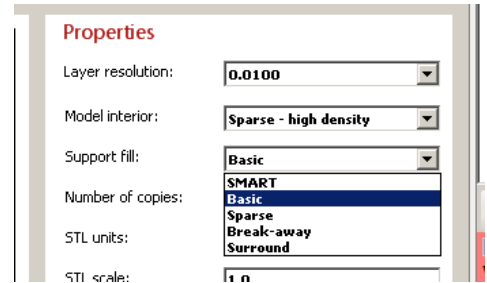 Properties
Layer resolution: 0.0100
Model interior: Sparse - high density
Support fill: Basic
SMART
Number of copies: Basic
Sparse
STL units: Break-away
Surround
STL scale: 1.0